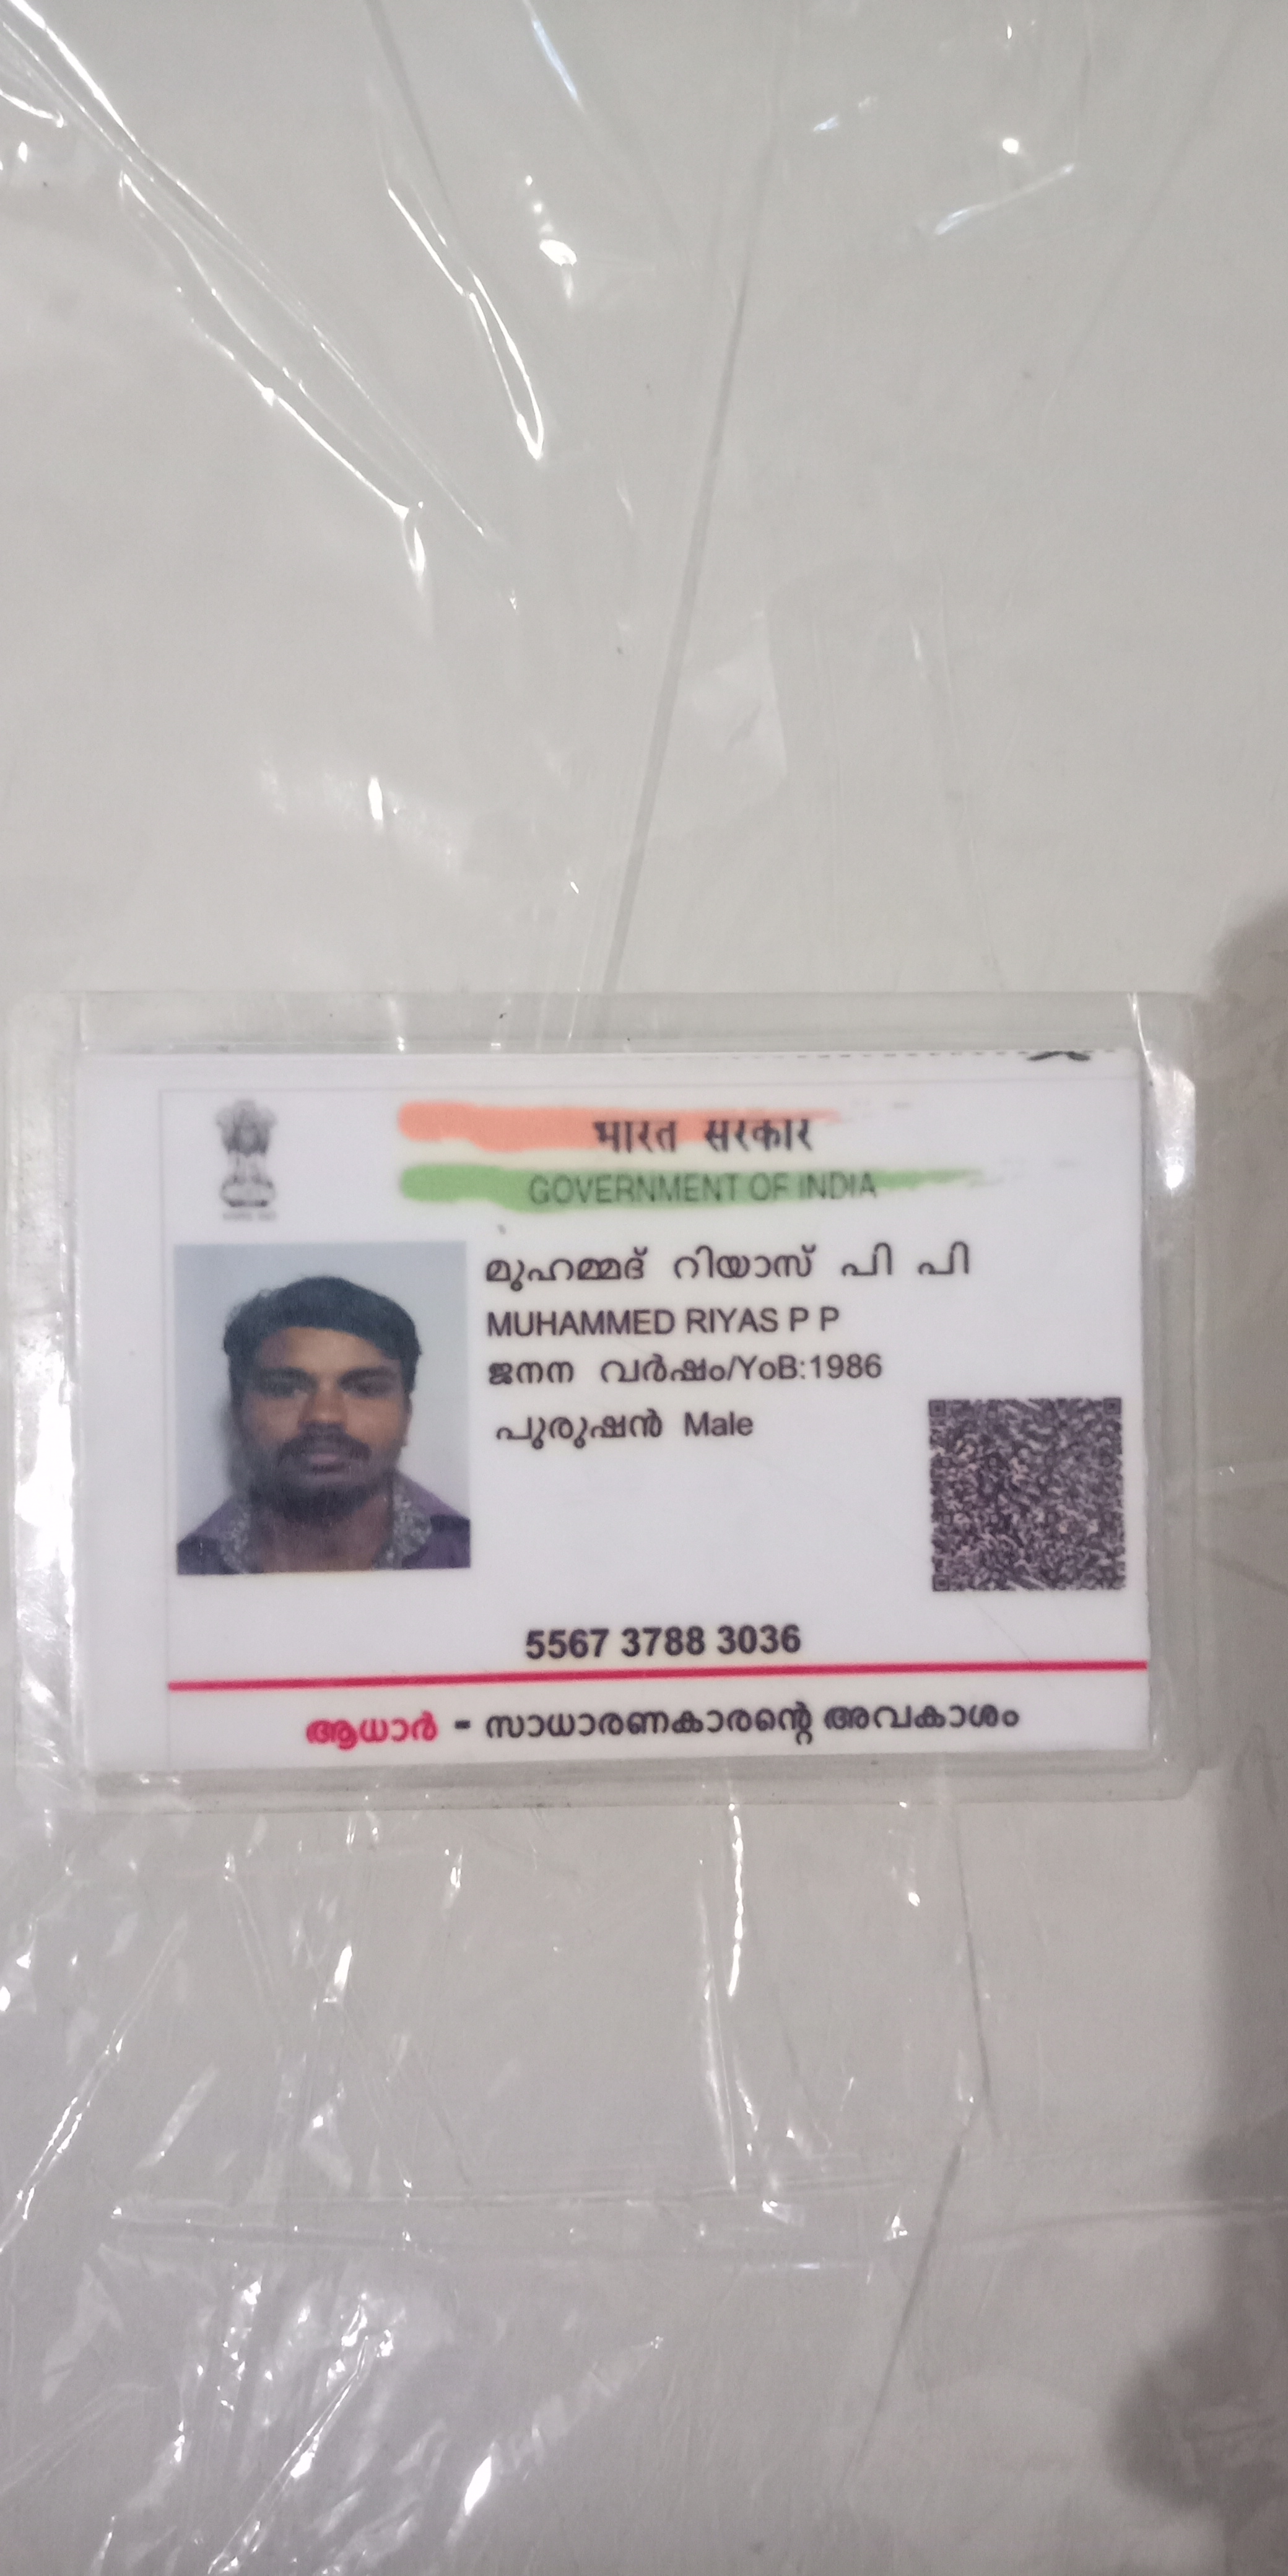 भारत सरकार
GOVERNMENT OF INDIA
മുഹമ്മദ് റിയാസ് പി പി
MUHAMMED RIYAS P P
ജനന വർഷം/YoB:1986
പുരുഷൻ Male
5567 3788 3036
ആധാർ - സാധാരണകാരന്റെ അവകാശം